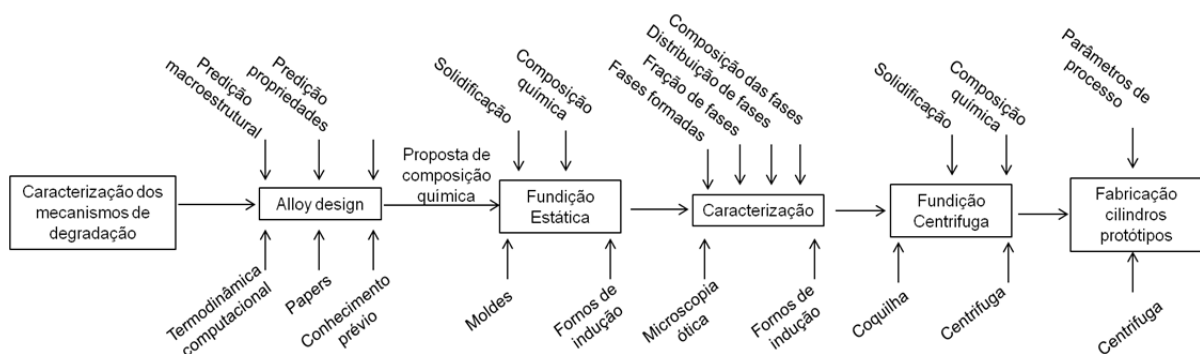 Predição
macroestrutural
Predição
propriedades
Solidificação
Composição
química
Composição das fases
Distribuição de fases
Fração de fases
Fases formadas
Solidificação
Composição
química
Parâmetros de
processo
Caracterização dos
mecanismos de
degradação
Alloy design
Proposta de
composição
química
Fundição
Estática
Caracterização
Fundição
Centrifuga
Fabricação
cilindros
protótipos
Termodinâmica
computacional
Papers
Conhecimento
prévio
Moldes
Fornos de
indução
Microscopia
ótica
Fornos de
indução
Coquilha
Centrifuga
Centrifuga